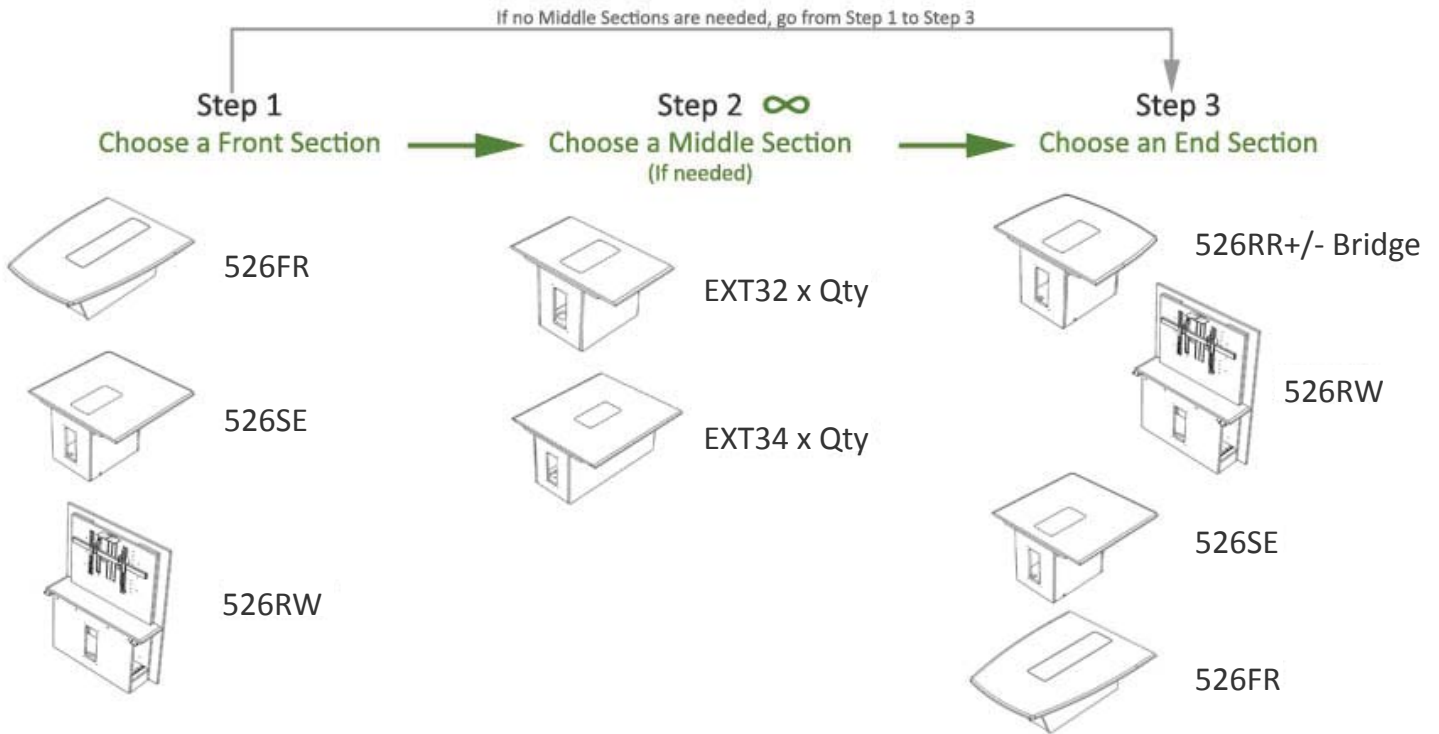 If no Middle Sections are needed, go from Step 1 to Step 3
Step 1
Choose a Front Section
526FR
526SE
526RW
Step 2 ∞
Choose a Middle Section
(If needed)
EXT32 x Qty
EXT34 x Qty
Step 3
Choose an End Section
526RR+/- Bridge
526RW
526SE
526FR